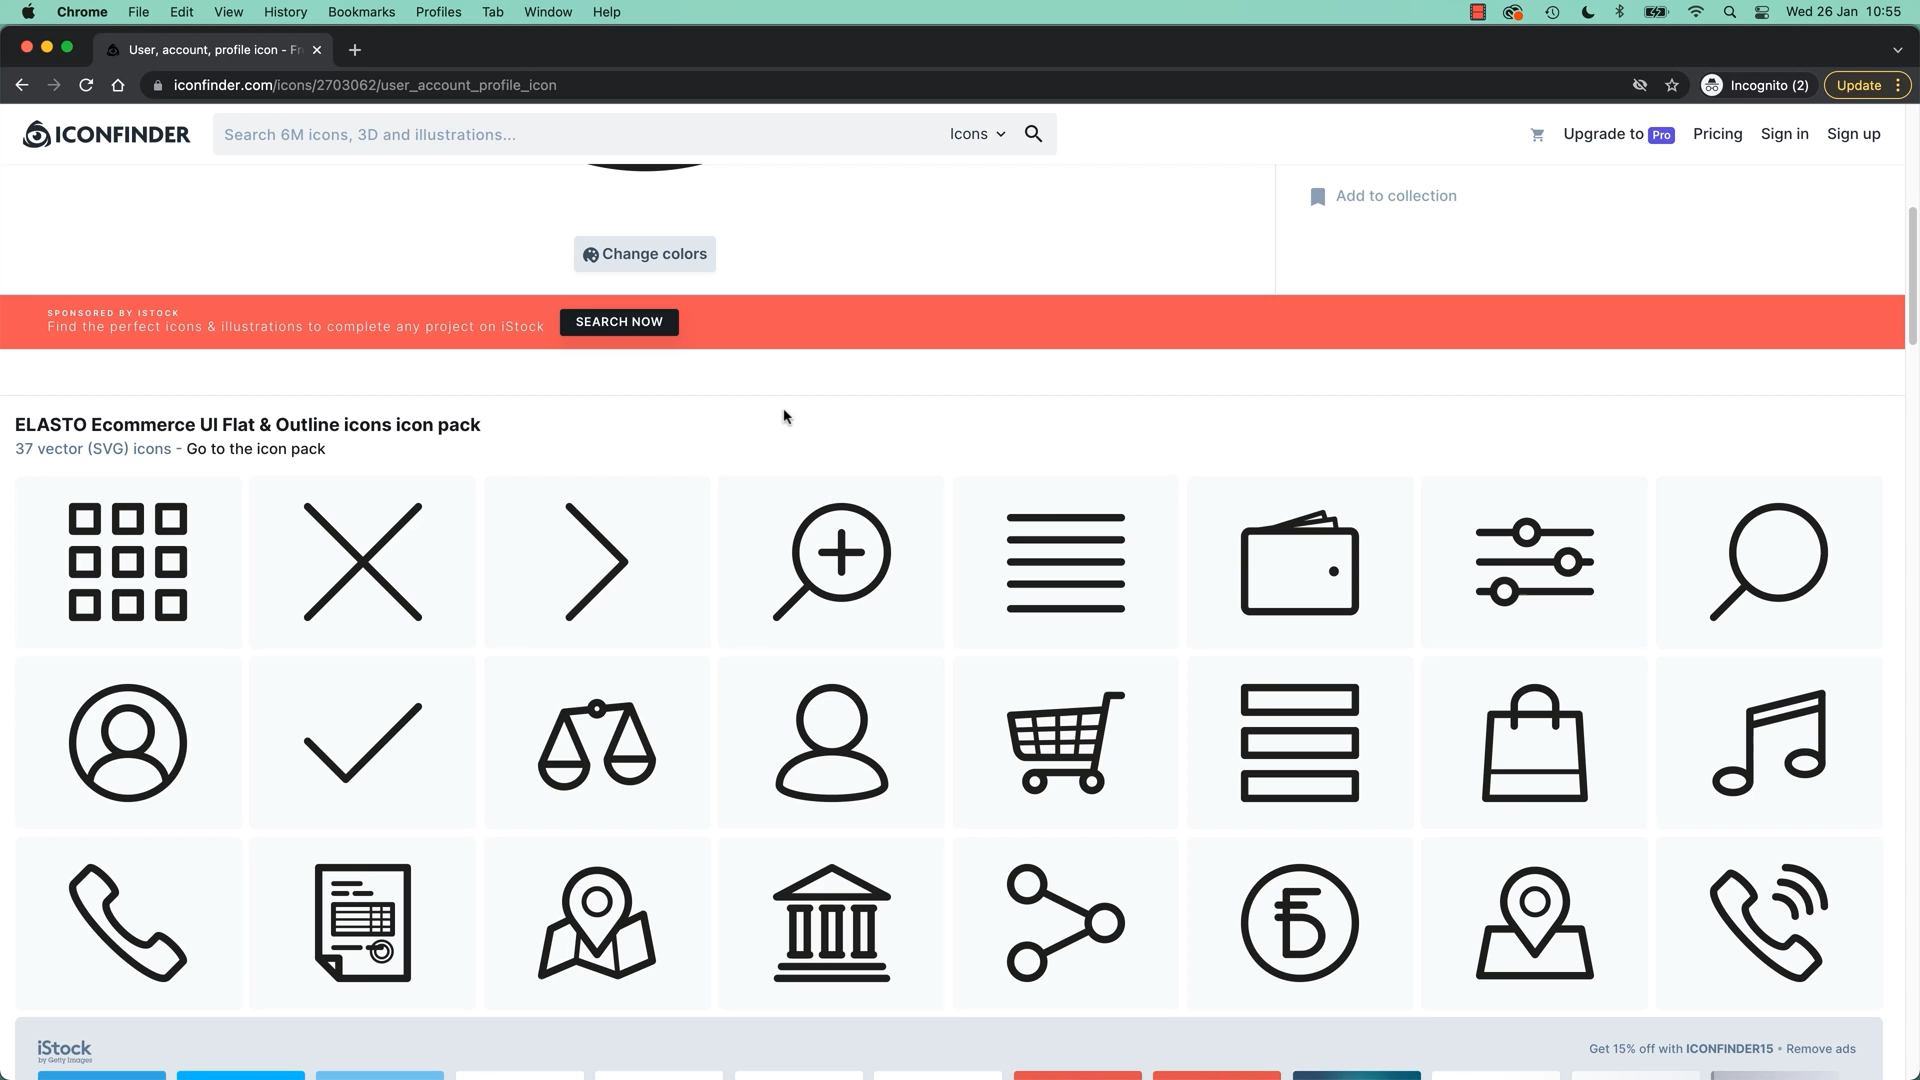 Chrome File Edit View History Bookmarks Profiles Tab Window Help Wed 26 Jan 10:55
User, account, profile icon - Fr
iconfinder.com/icons/2703062/user_account_profile_icon Incognito (2) Update
ICONFINDER Search 6M icons, 3D and illustrations... Icons Upgrade to Pro Pricing Sign in Sign up
Add to collection
Change colors
SPONSORED BY ISTOCK
Find the perfect icons & illustrations to complete any project on iStock SEARCH NOW
ELASTO Ecommerce UI Flat & Outline icons icon pack
37 vector (SVG) icons - Go to the icon pack
iStock
by Getty Images
Get 15% off with ICONFINDER15 • Remove ads